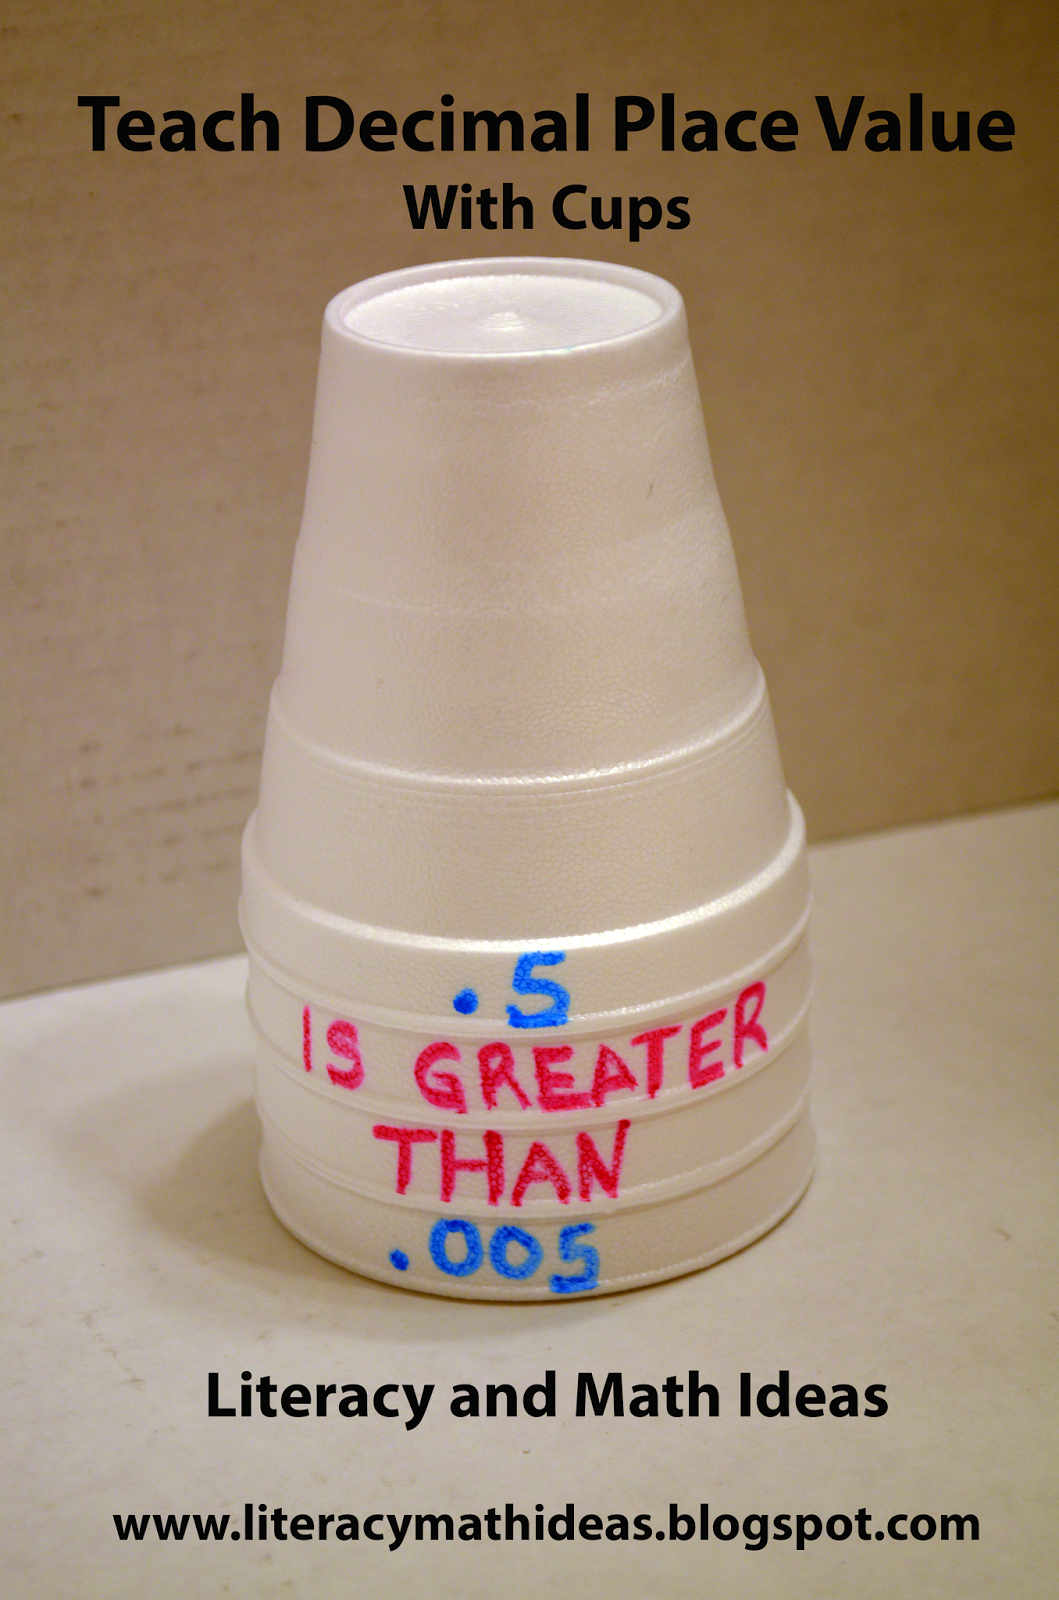 Teach Decimal Place Value
With Cups
.5
IS GREATER
THAN
.005
Literacy and Math Ideas
www.literacymathideas.blogspot.com